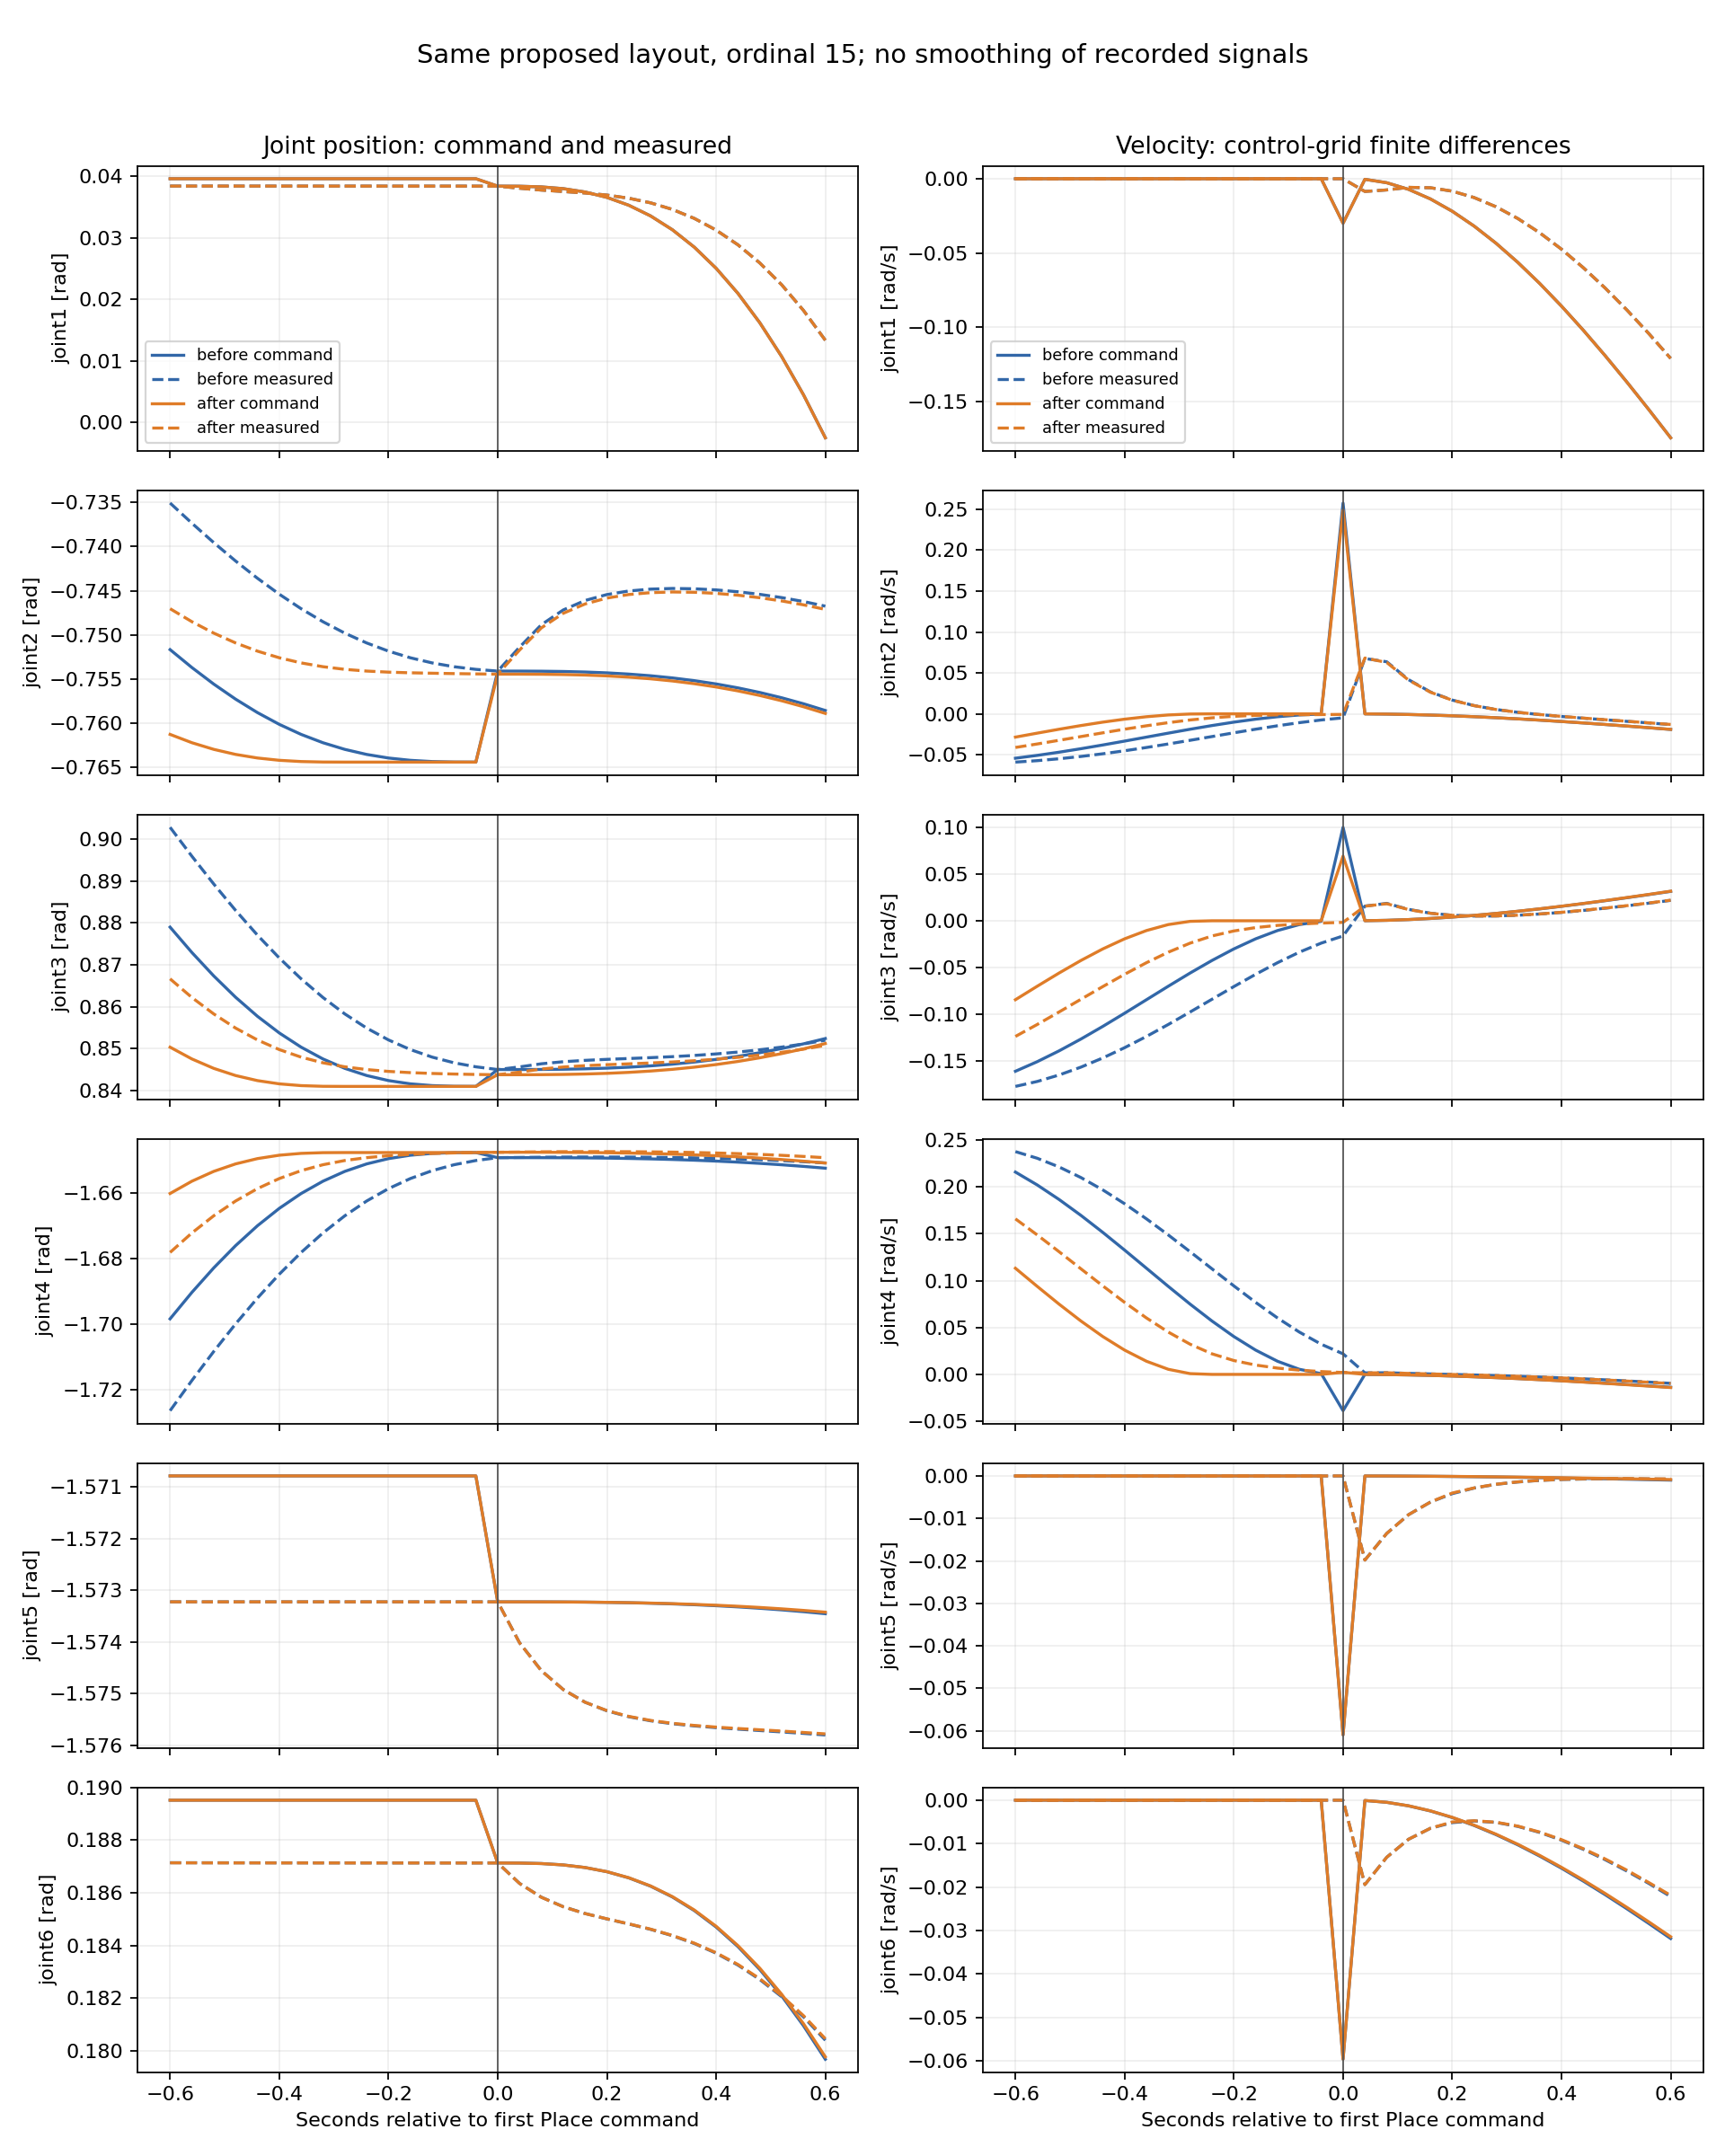 Same proposed layout, ordinal 15; no smoothing of recorded signals
Joint position: command and measured
Velocity: control-grid finite differences
0.04
0.03
0.02
0.01
0.00
joint1 [rad]
before command
before measured
after command
after measured
0.00
−0.05
−0.10
−0.15
joint1 [rad/s]
before command
before measured
after command
after measured
−0.735
−0.740
−0.745
−0.750
−0.755
−0.760
−0.765
joint2 [rad]
0.25
0.20
0.15
0.10
0.05
0.00
−0.05
joint2 [rad/s]
0.90
0.89
0.88
0.87
0.86
0.85
0.84
joint3 [rad]
0.10
0.05
0.00
−0.05
−0.10
−0.15
joint3 [rad/s]
−1.66
−1.68
−1.70
−1.72
joint4 [rad]
0.25
0.20
0.15
0.10
0.05
0.00
−0.05
joint4 [rad/s]
−1.571
−1.572
−1.573
−1.574
−1.575
−1.576
joint5 [rad]
0.00
−0.01
−0.02
−0.03
−0.04
−0.05
−0.06
joint5 [rad/s]
0.190
0.188
0.186
0.184
0.182
0.180
joint6 [rad]
−0.6 −0.4 −0.2 0.0 0.2 0.4 0.6
Seconds relative to first Place command
0.00
−0.01
−0.02
−0.03
−0.04
−0.05
−0.06
joint6 [rad/s]
−0.6 −0.4 −0.2 0.0 0.2 0.4 0.6
Seconds relative to first Place command